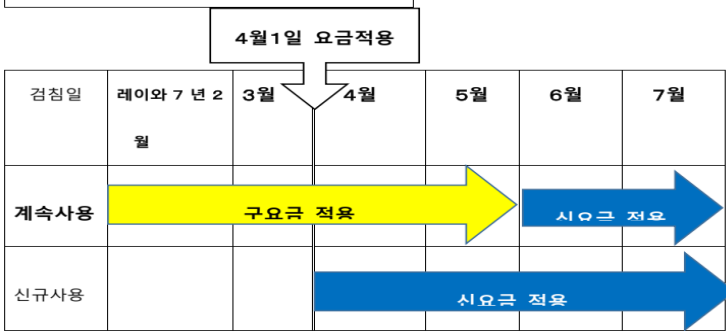 4월1일 요금적용
검침일 레이와 7 년 2 3월 4월 5월 6월 7월
월
계속사용 구요금 적용 신요금 적용
신규사용 신요금 적용